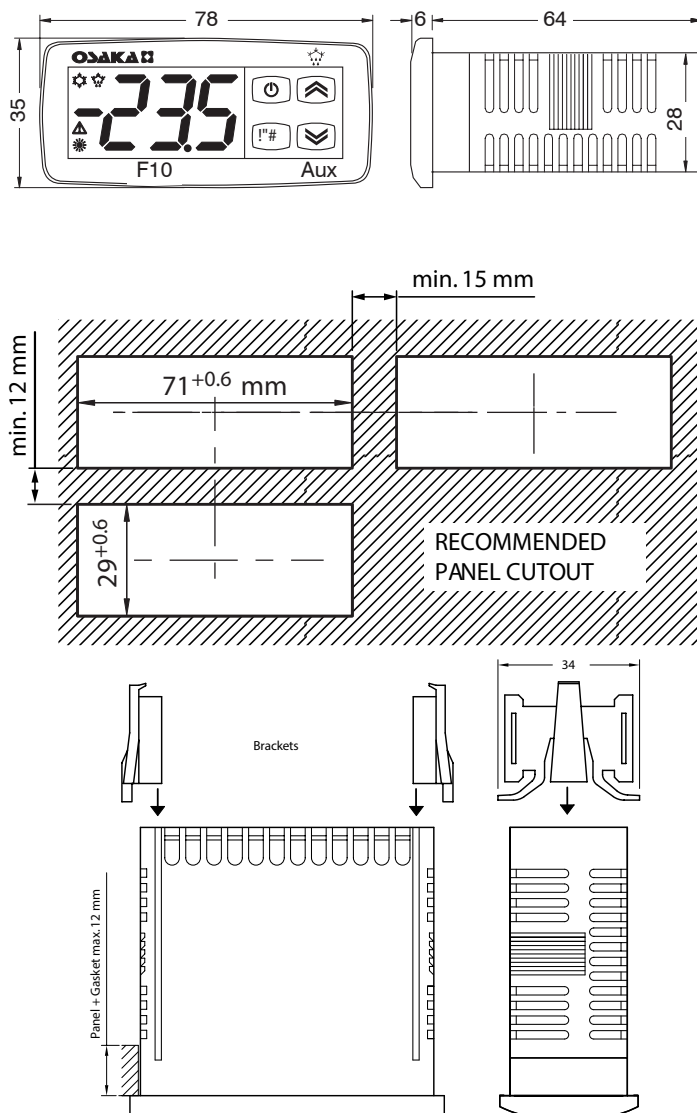 78
6
64
35
OSAKA
-23.5
!"#
F10
Aux
28
min. 15 mm
min. 12 mm
71+0.6 mm
29+0.6
RECOMMENDED
PANEL CUTOUT
34
Brackets
Panel + Gasket max. 12 mm